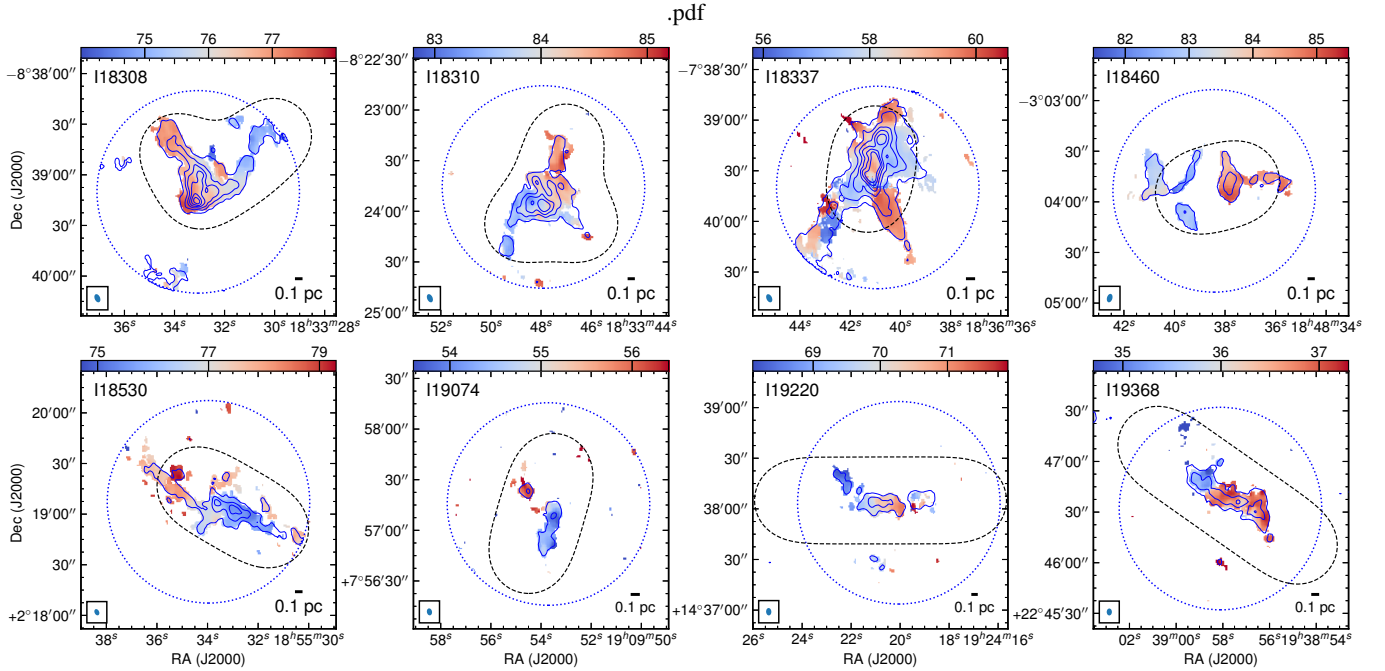 .pdf
75 76 77
83 84 85
56 58 60
82 83 84 85
I18308
I18310
I18337
I18460
−8°38′00″
30″
39″00″
30″
40′00″
−8°22′30″
23′00″
30″
24′00″
30″
25′00″
−7°38′30″
39′00″
30″
40′00″
30″
−3°03′00″
30″
04′00″
30″
05′00″
Dec (J2000)
0.1 pc
0.1 pc
0.1 pc
0.1 pc
36ˢ 34ˢ 32ˢ 30ˢ 18ʰ33ᵐ28ˢ
52ˢ 50ˢ 48ˢ 46ˢ 18ʰ33ᵐ44ˢ
44ˢ 42ˢ 40ˢ 38ˢ 18ʰ36ᵐ36ˢ
42ˢ 40ˢ 38ˢ 36ˢ 18ʰ48ᵐ34ˢ
75 77 79
54 55 56
69 70 71
35 36 37
I18530
I19074
I19220
I19368
20′00″
30″
19′00″
30″
+2°18′00″
30″
58′00″
30″
57′00″
30″
+7°56′30″
39′00″
30″
38′00″
30″
+14°37′00″
30″
47′00″
30″
46′00″
+22°45′30″
Dec (J2000)
0.1 pc
0.1 pc
0.1 pc
0.1 pc
38ˢ 36ˢ 34ˢ 32ˢ 18ʰ55ᵐ30ˢ
58ˢ 56ˢ 54ˢ 52ˢ 19ʰ09ᵐ50ˢ
26ˢ 24ˢ 22ˢ 20ˢ 18ˢ 19ʰ24ᵐ16ˢ
02ˢ 39ᵐ00ˢ 58ˢ 56ˢ 19ʰ38ᵐ54ˢ
RA (J2000)
RA (J2000)
RA (J2000)
RA (J2000)